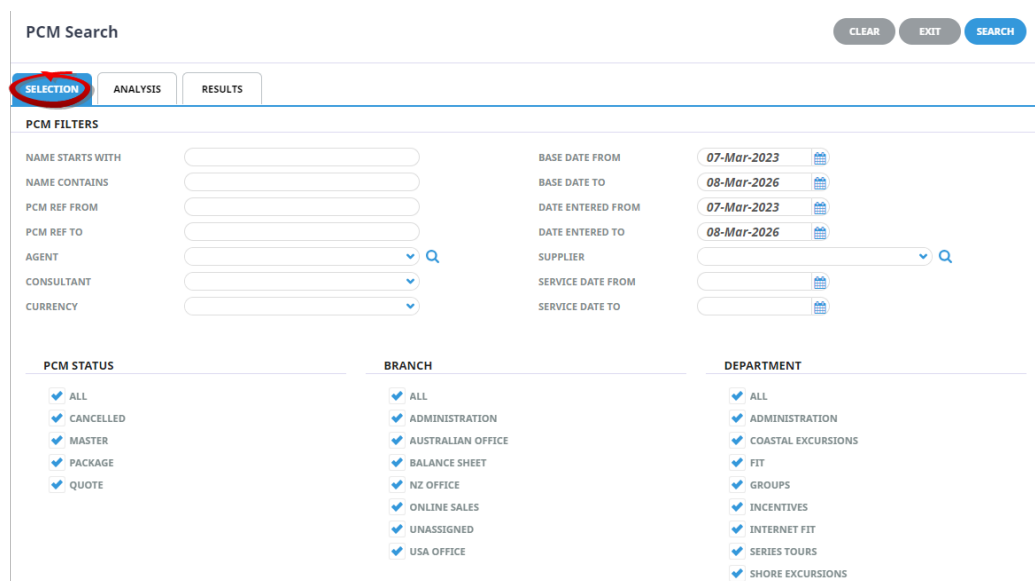 PCM Search
CLEAR EXIT SEARCH
SELECTION ANALYSIS RESULTS
PCM FILTERS
NAME STARTS WITH
NAME CONTAINS
PCM REF FROM
PCM REF TO
AGENT
CONSULTANT
CURRENCY
BASE DATE FROM 07-Mar-2023
BASE DATE TO 08-Mar-2026
DATE ENTERED FROM 07-Mar-2023
DATE ENTERED TO 08-Mar-2026
SUPPLIER
SERVICE DATE FROM
SERVICE DATE TO
PCM STATUS
ALL
CANCELLED
MASTER
PACKAGE
QUOTE
BRANCH
ALL
ADMINISTRATION
AUSTRALIAN OFFICE
BALANCE SHEET
NZ OFFICE
ONLINE SALES
UNASSIGNED
USA OFFICE
DEPARTMENT
ALL
ADMINISTRATION
COASTAL EXCURSIONS
FIT
GROUPS
INCENTIVES
INTERNET FIT
SERIES TOURS
SHORE EXCURSIONS